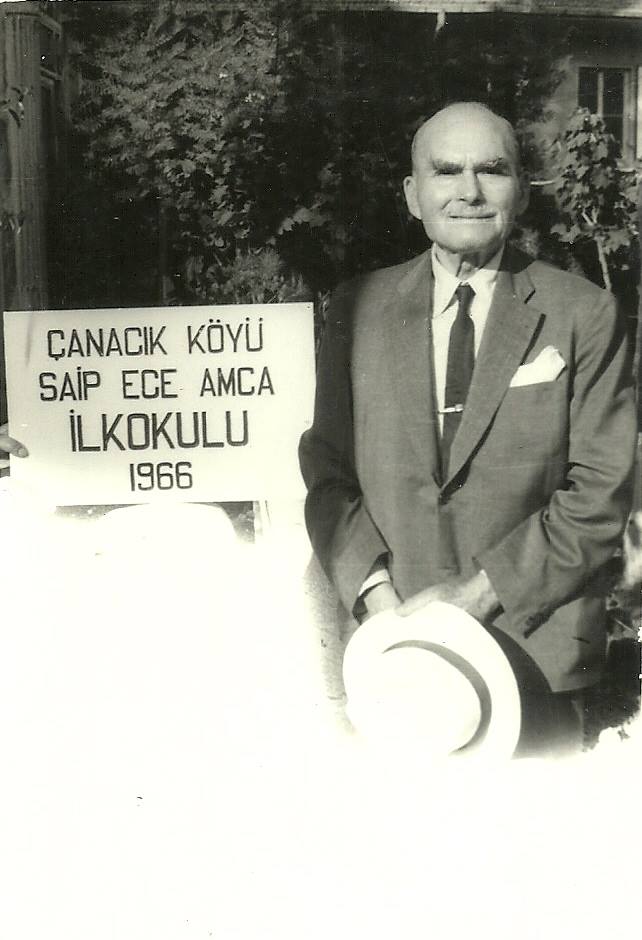 ÇANACIK KÖYÜ
SAİP ECE AMCA
İLKOKULU
1966